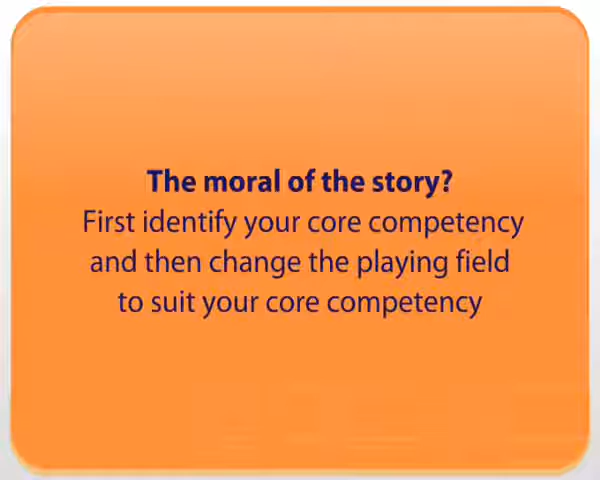 The moral of the story?
First identify your core competency
and then change the playing field
to suit your core competency